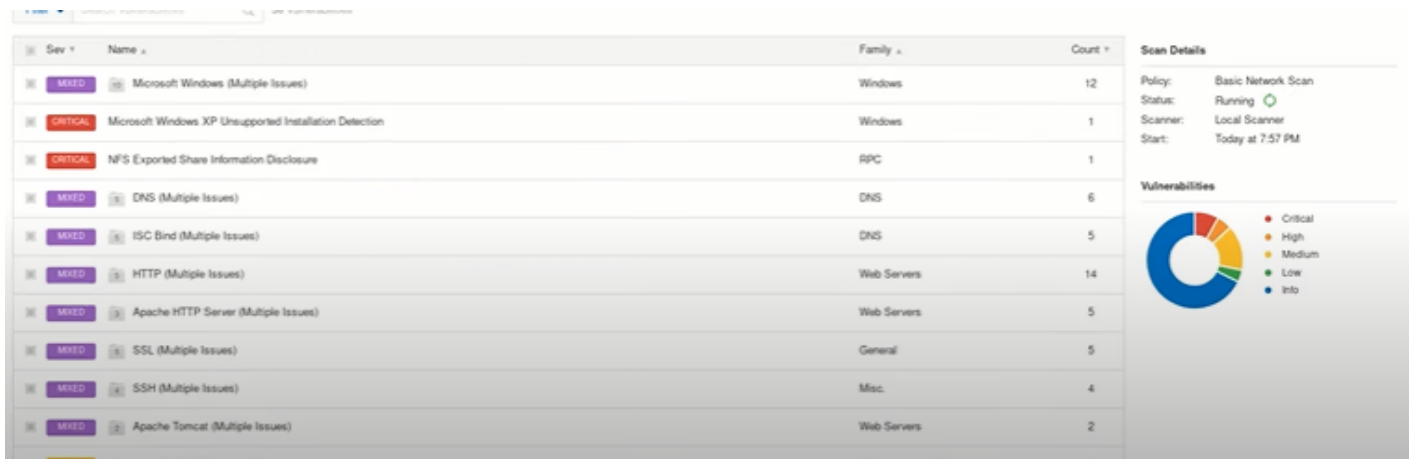 Sev Name Family Count
MIXED 10 Microsoft Windows (Multiple Issues) Windows 12
CRITICAL Microsoft Windows XP Unsupported Installation Detection Windows 1
CRITICAL NFS Exported Share Information Disclosure RPC 1
MIXED 5 DNS (Multiple Issues) DNS 6
MIXED 5 ISC Bind (Multiple Issues) DNS 5
MIXED HTTP (Multiple Issues) Web Servers 14
MIXED Apache HTTP Server (Multiple Issues) Web Servers 5
MIXED SSL (Multiple Issues) General 5
MIXED SSH (Multiple Issues) Misc. 4
MIXED 2 Apache Tomcat (Multiple Issues) Web Servers 2
Scan Details
Policy: Basic Network Scan
Status: Running
Scanner: Local Scanner
Start: Today at 7:57 PM
Vulnerabilities
Critical
High
Medium
Low
Info